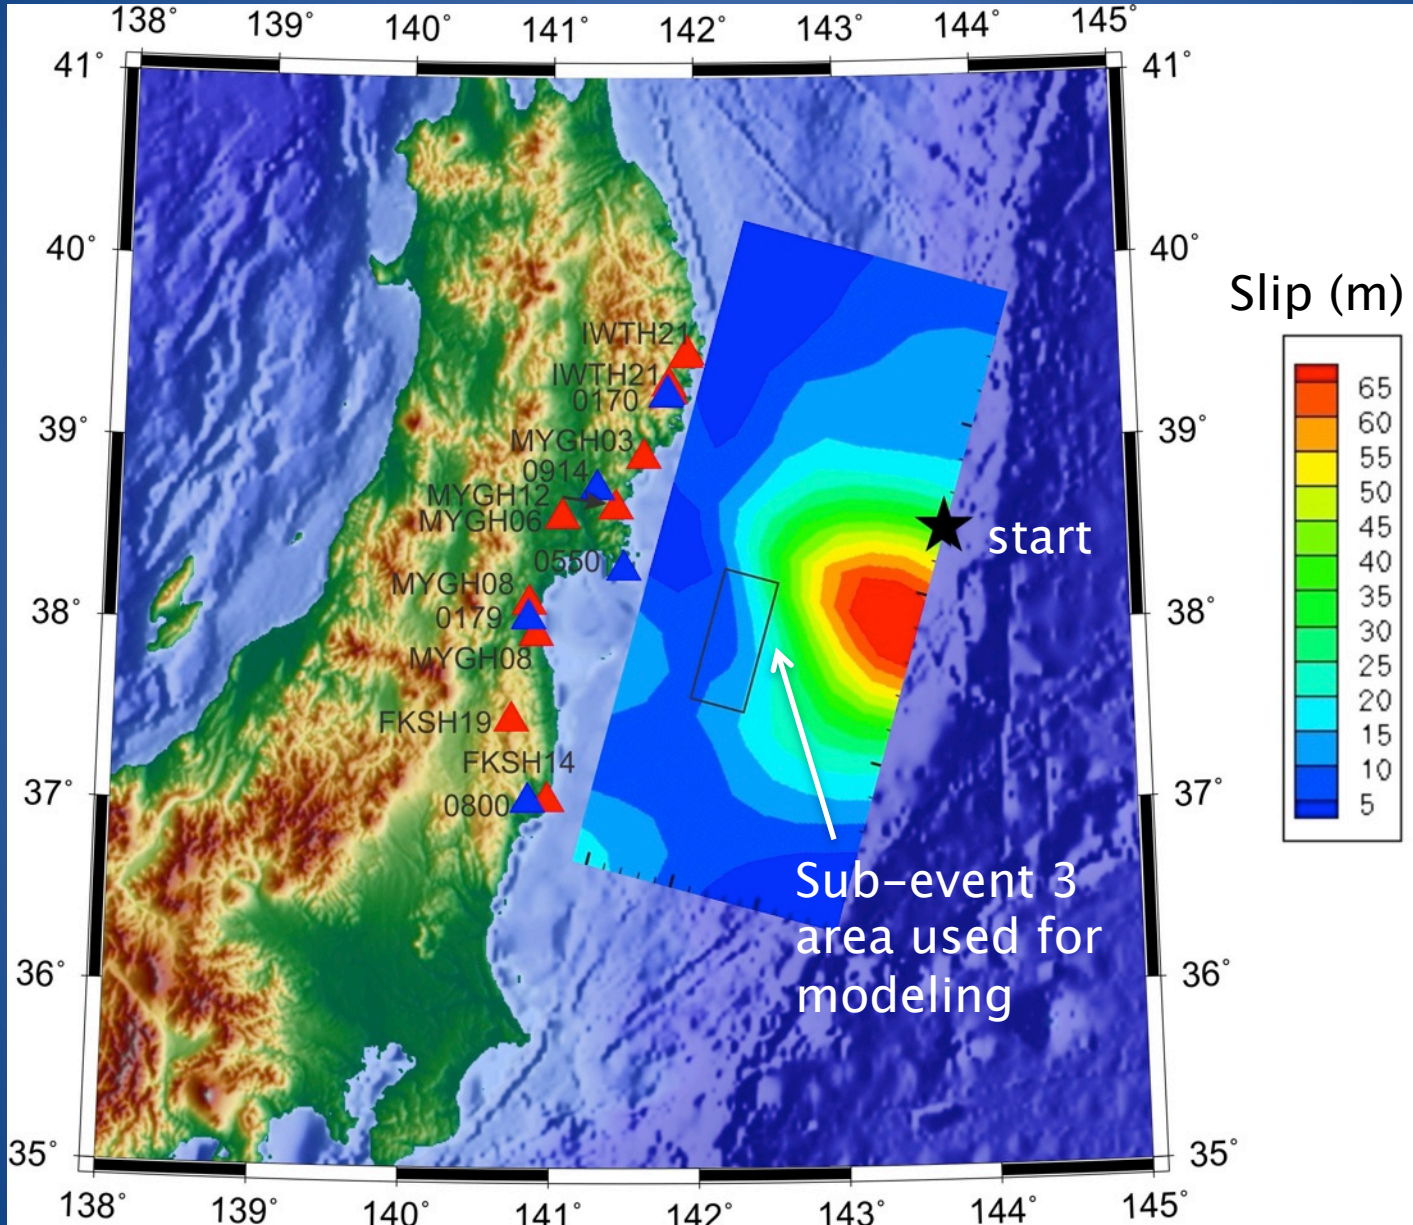 138° 139° 140° 141° 142° 143° 144° 145°
41° 41°
40° 40°
Slip (m)
IWTH21
IWTH21
0170
65
60
55
50
45
40
35
30
25
20
15
10
5
39° 39°
MYGH03
0914
MYGH12
MYGH06
start
0550
MYGH08
38° 38°
0179
MYGH08
FKSH19
FKSH14
37° 37°
0800
Sub-event 3
area used for
modeling
36° 36°
35° 35°
138° 139° 140° 141° 142° 143° 144° 145°